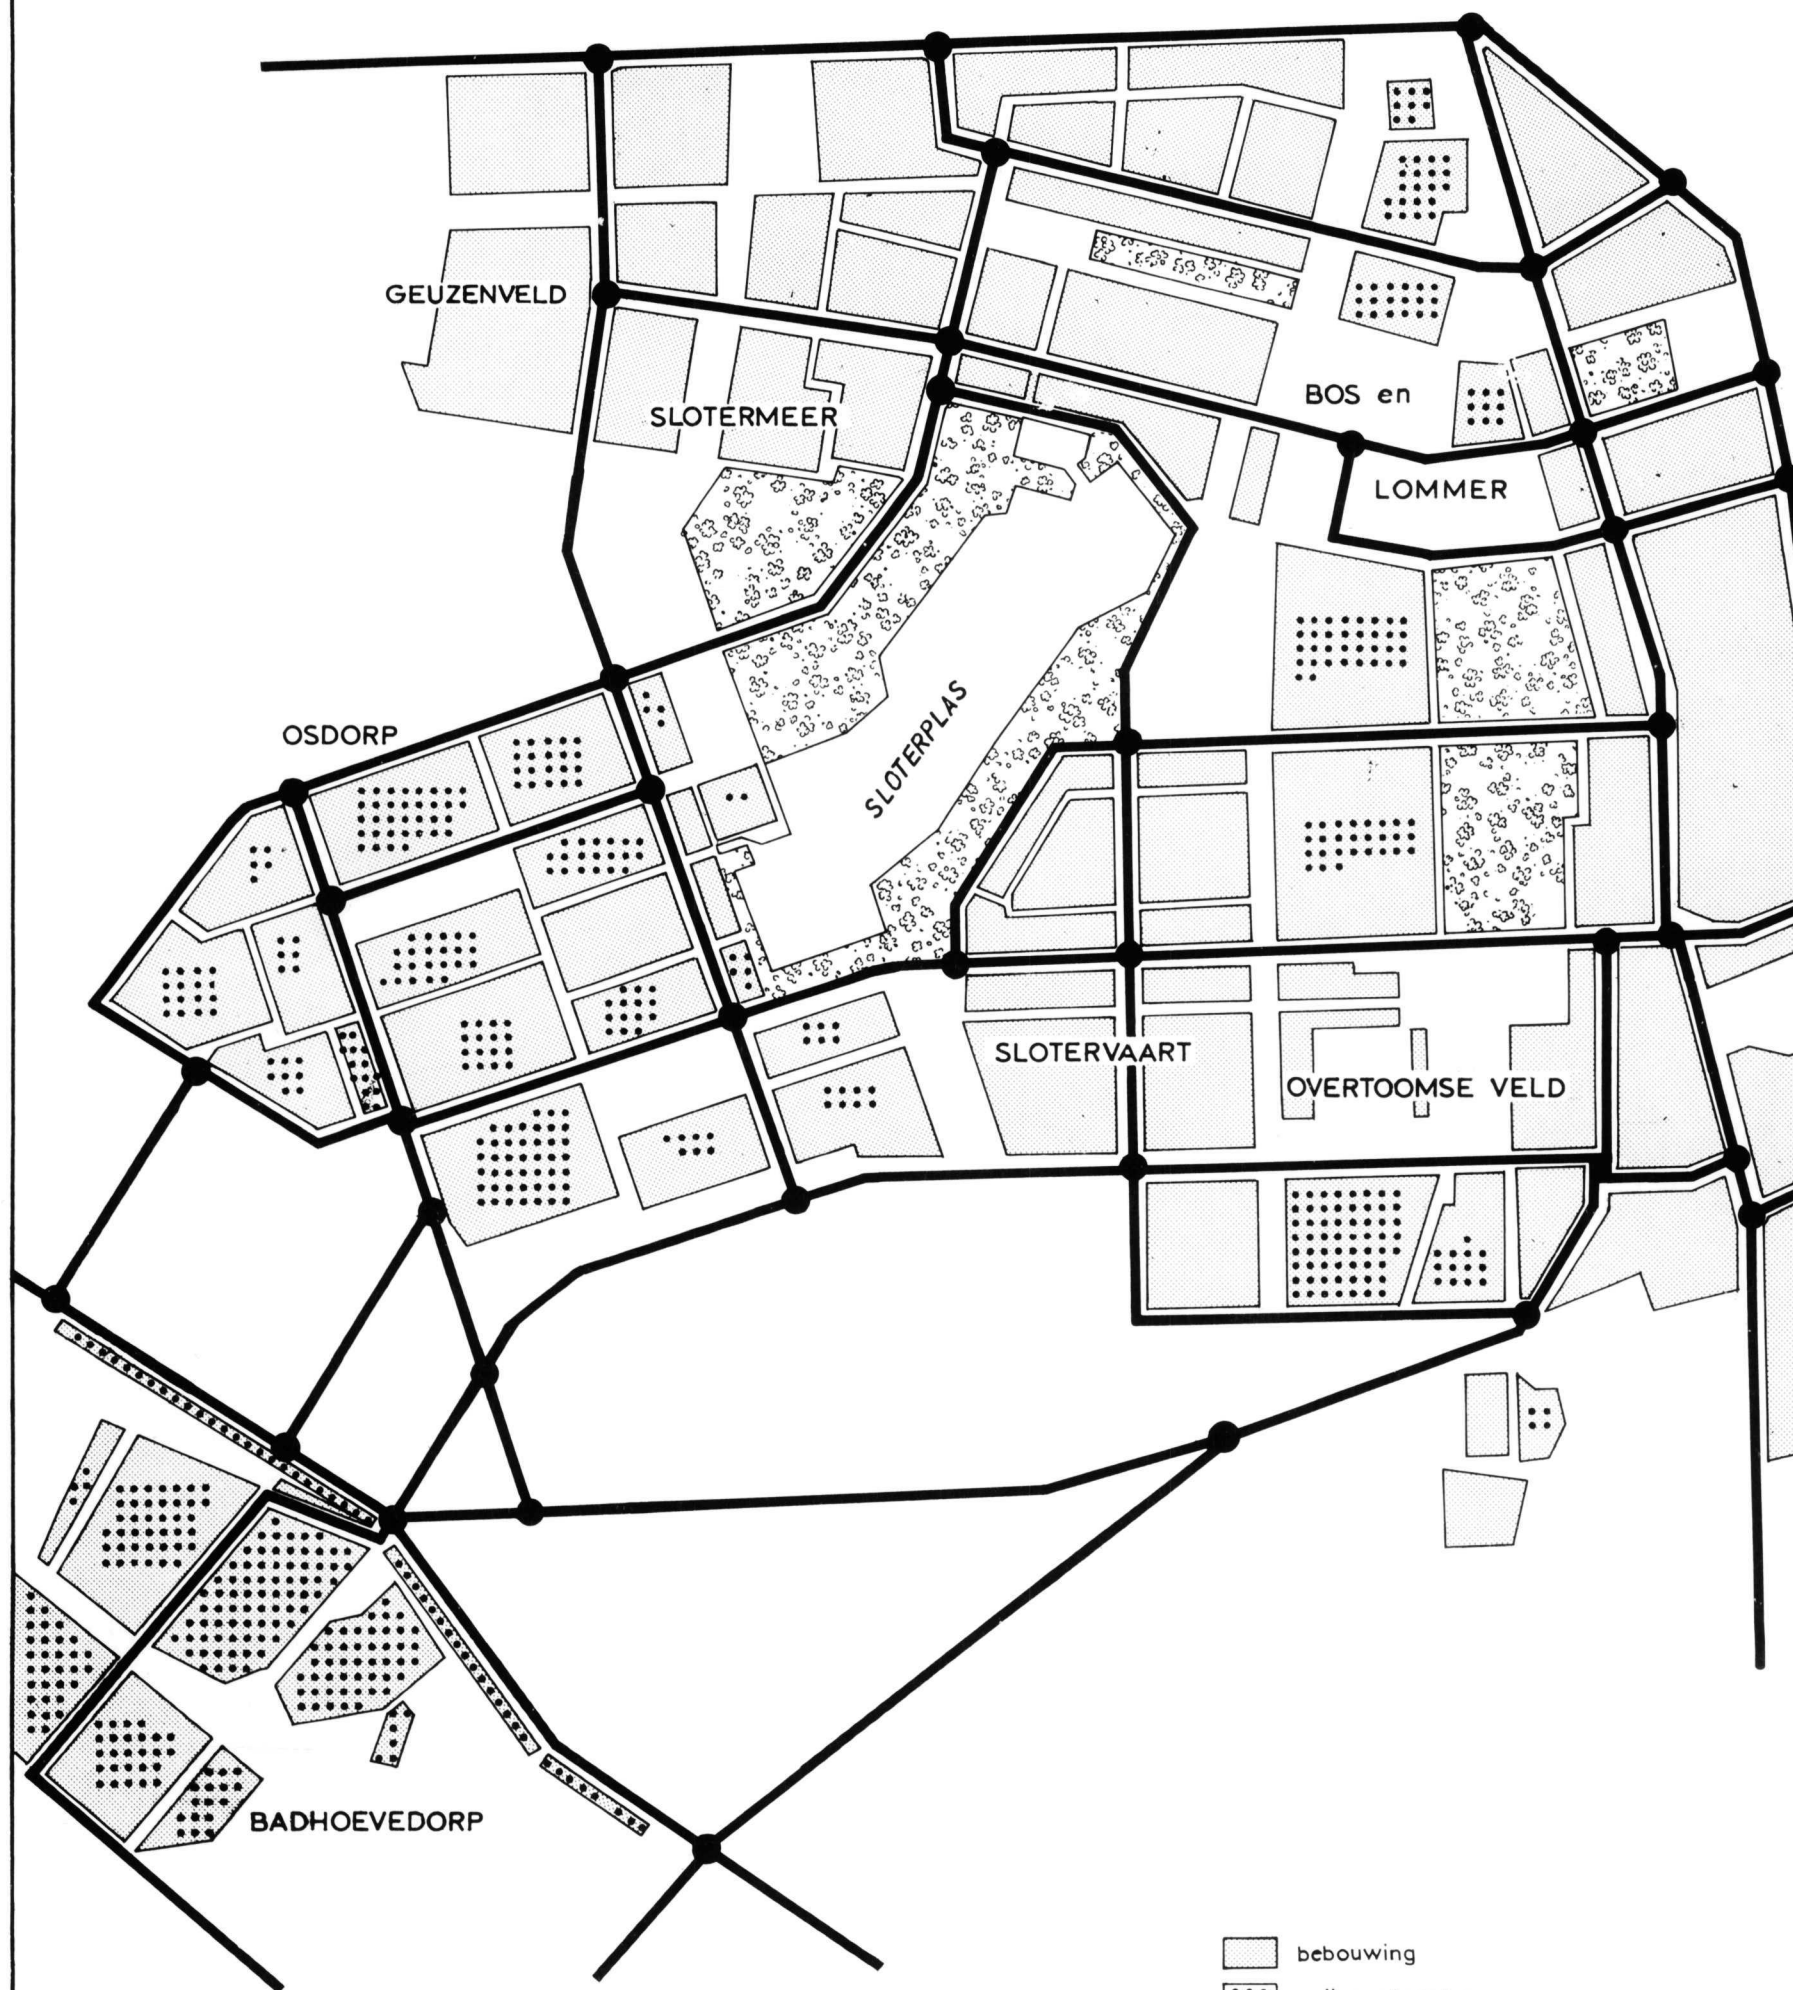 GEUZENVELD
BOS en
SLOTERMEER
LOMMER
SLOTERPLAS
OSDORP
SLOTERVAART
OVERTOOMSE VELD
BADHOEVEDORP
bebouwing